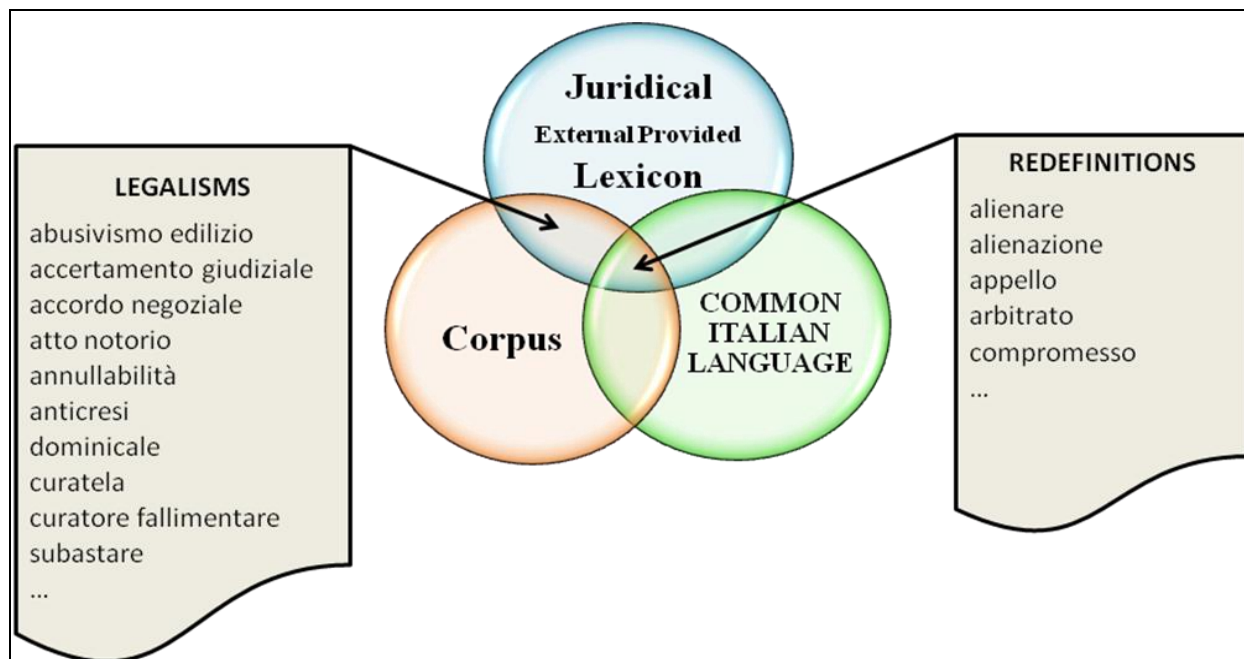 Juridical
External Provided
Lexicon
Corpus
COMMON
ITALIAN
LANGUAGE
LEGALISMS
abusivismo edilizio
accertamento giudiziale
accordo negoziale
atto notorio
annullabilità
anticresi
dominicale
curatela
curatore fallimentare
subastare
...
REDEFINITIONS
alienare
alienazione
appello
arbitrato
compromesso
...